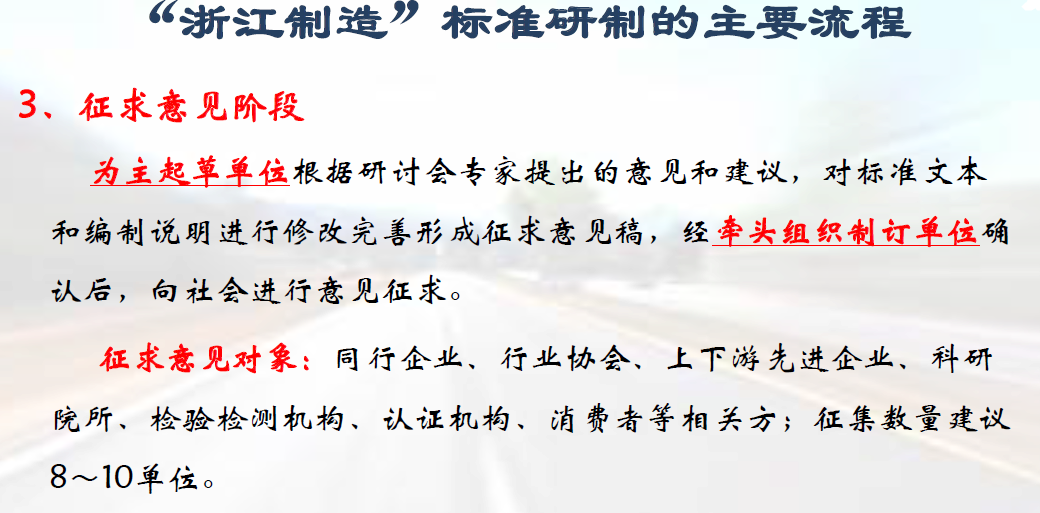 “浙江制造”标准研制的主要流程
3、征求意见阶段
为主起草单位根据研讨会专家提出的意见和建议，对标准文本
和编制说明进行修改完善形成征求意见稿，经牵头组织制订单位确
认后，向社会进行意见征求。
征求意见对象：同行企业、行业协会、上下游先进企业、科研
院所、检验检测机构、认证机构、消费者等相关方；征集数量建议
8～10单位。